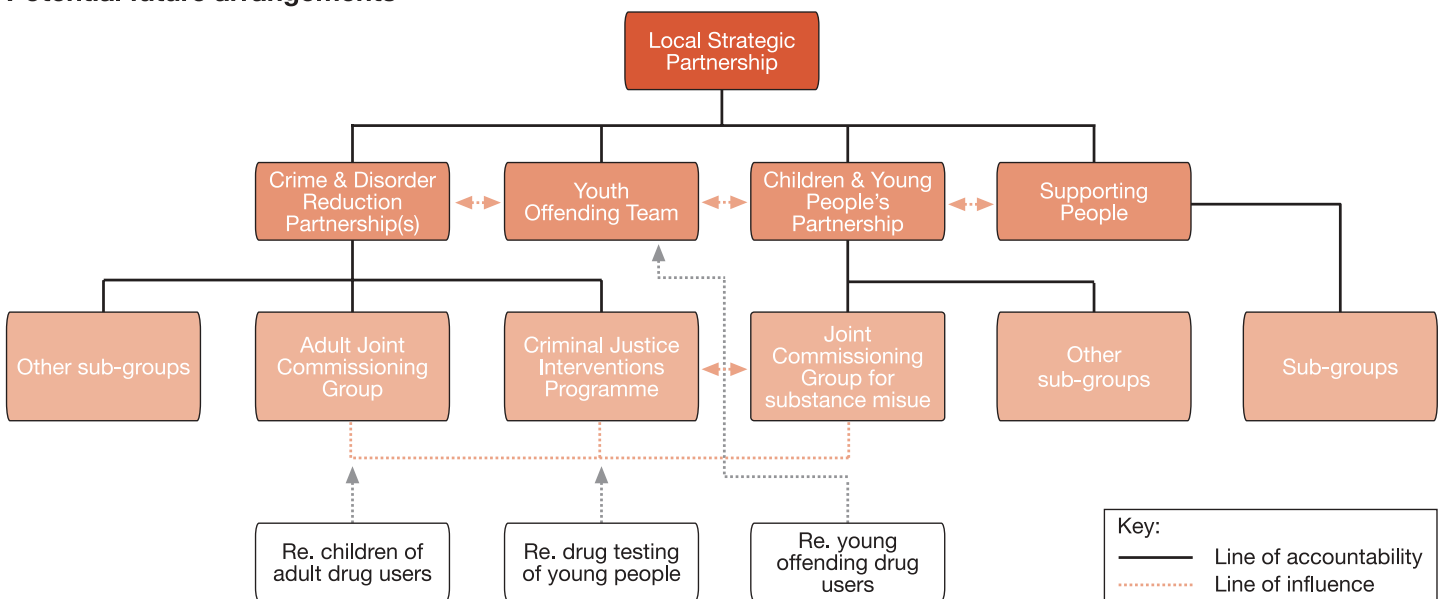 Potential future arrangements
Local Strategic
Partnership
Crime & Disorder
Reduction
Partnership(s)
Youth
Offending Team
Children & Young
People's
Partnership
Supporting
People
Other sub-groups
Adult Joint
Commissioning
Group
Criminal Justice
Interventions
Programme
Joint
Commissioning
Group for
substance misue
Other
sub-groups
Sub-groups
Re. children of
adult drug users
Re. drug testing
of young people
Re. young
offending drug
users
Key:
Line of accountability
Line of influence